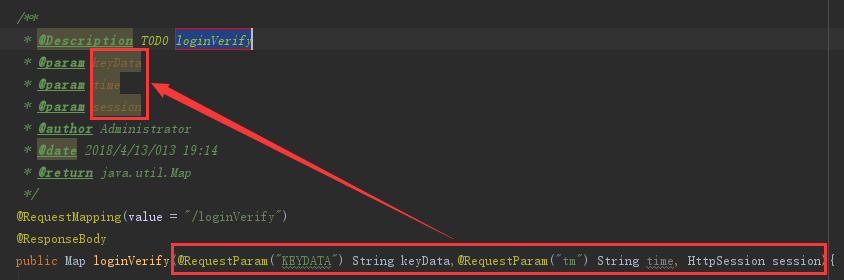 /**
* @Description TODO loginVerify
* @param keyData
* @param time
* @param session
* @author Administrator
* @date 2018/4/13/013 19:14
* @return java.util.Map
*/
@RequestMapping(value = "/loginVerify")
@ResponseBody
public Map loginVerify(@RequestParam("KEYDATA") String keyData,@RequestParam("tm") String time, HttpSession session){